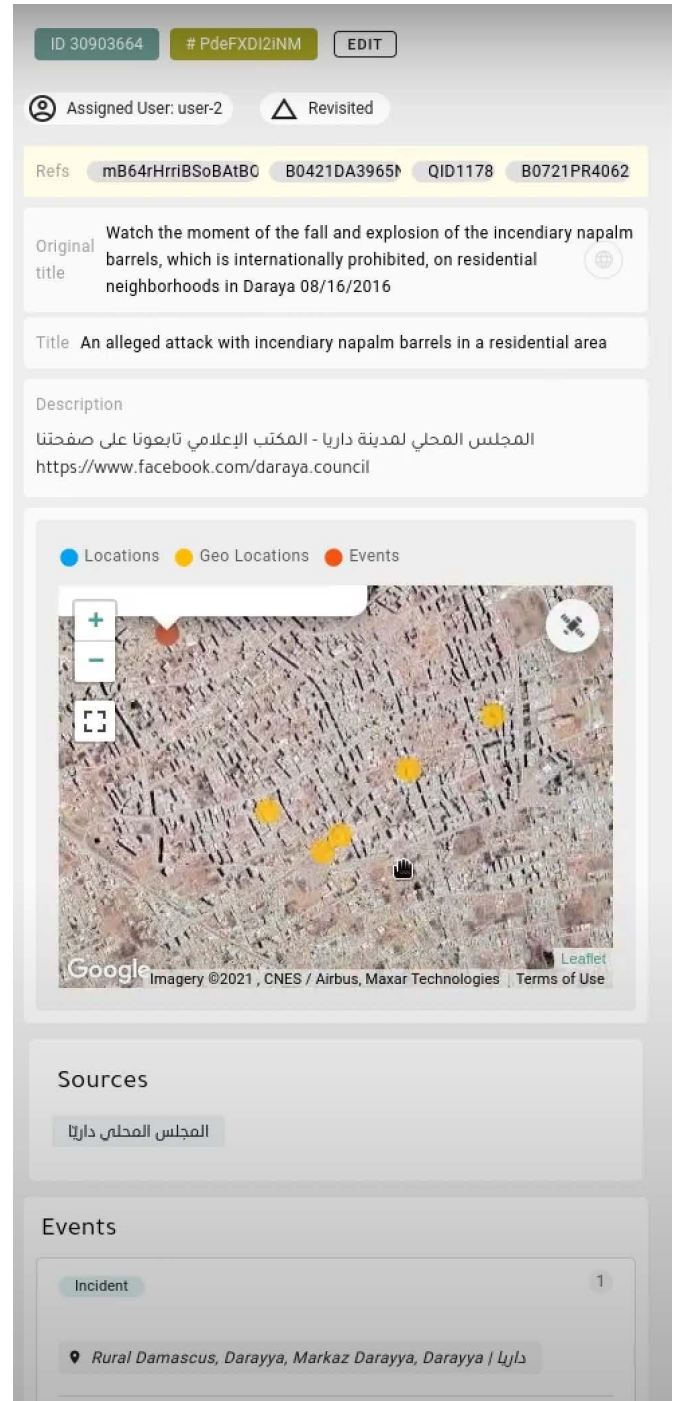 ID 30903664 # PdeFXDI2iNM EDIT
Assigned User: user-2 Revisited
Refs mB64rHrriBSoBAtBC B0421DA3965N QID1178 B0721PR4062
Original title
Watch the moment of the fall and explosion of the incendiary napalm
barrels, which is internationally prohibited, on residential
neighborhoods in Daraya 08/16/2016
Title An alleged attack with incendiary napalm barrels in a residential area
Description
المجلس المحلي لمدينة داريا - المكتب الإعلامي تابعونا على صفحتنا
https://www.facebook.com/daraya.council
Locations Geo Locations Events
+
−
Leaflet
Google Imagery ©2021 , CNES / Airbus, Maxar Technologies Terms of Use
Sources
المجلس المحلي داريّا
Events
Incident 1
Rural Damascus, Darayya, Markaz Darayya, Darayya | داريا